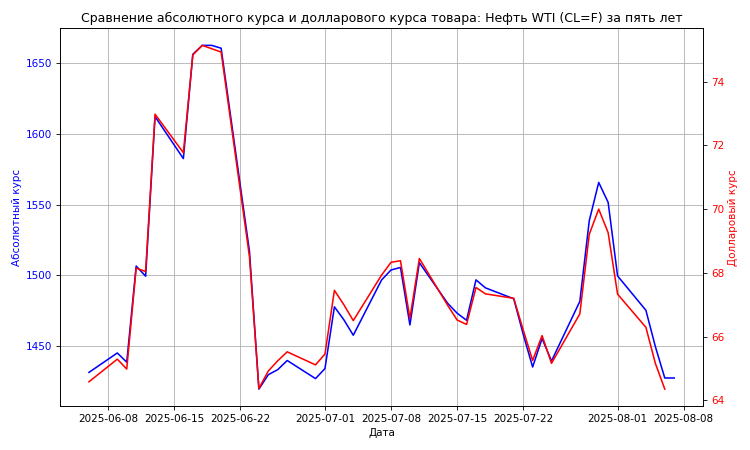 Сравнение абсолютного курса и долларового курса товара: Нефть WTI (CL=F) за пять лет
1650
1600
1550
1500
1450
Абсолютный курс
74
72
70
68
66
64
Долларовый курс
2025-06-08 2025-06-15 2025-06-22 2025-07-01 2025-07-08 2025-07-15 2025-07-22 2025-08-01 2025-08-08
Дата